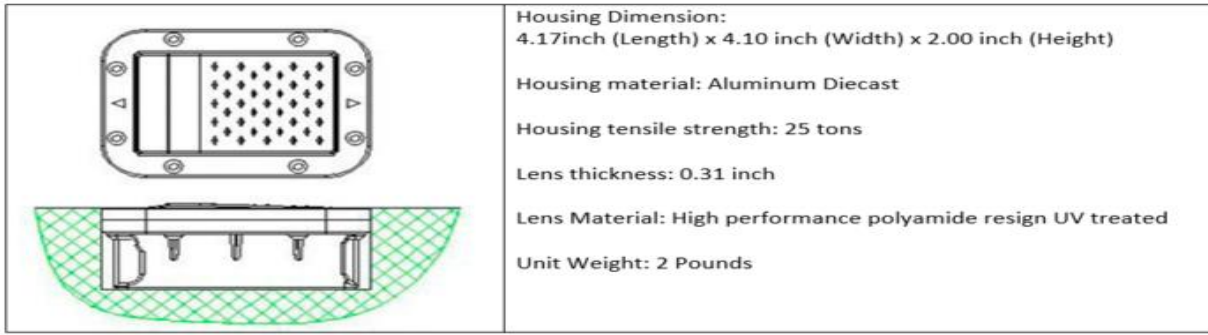 Housing Dimension:
4.17inch (Length) x 4.10 inch (Width) x 2.00 inch (Height)
Housing material: Aluminum Diecast
Housing tensile strength: 25 tons
Lens thickness: 0.31 inch
Lens Material: High performance polyamide resign UV treated
Unit Weight: 2 Pounds